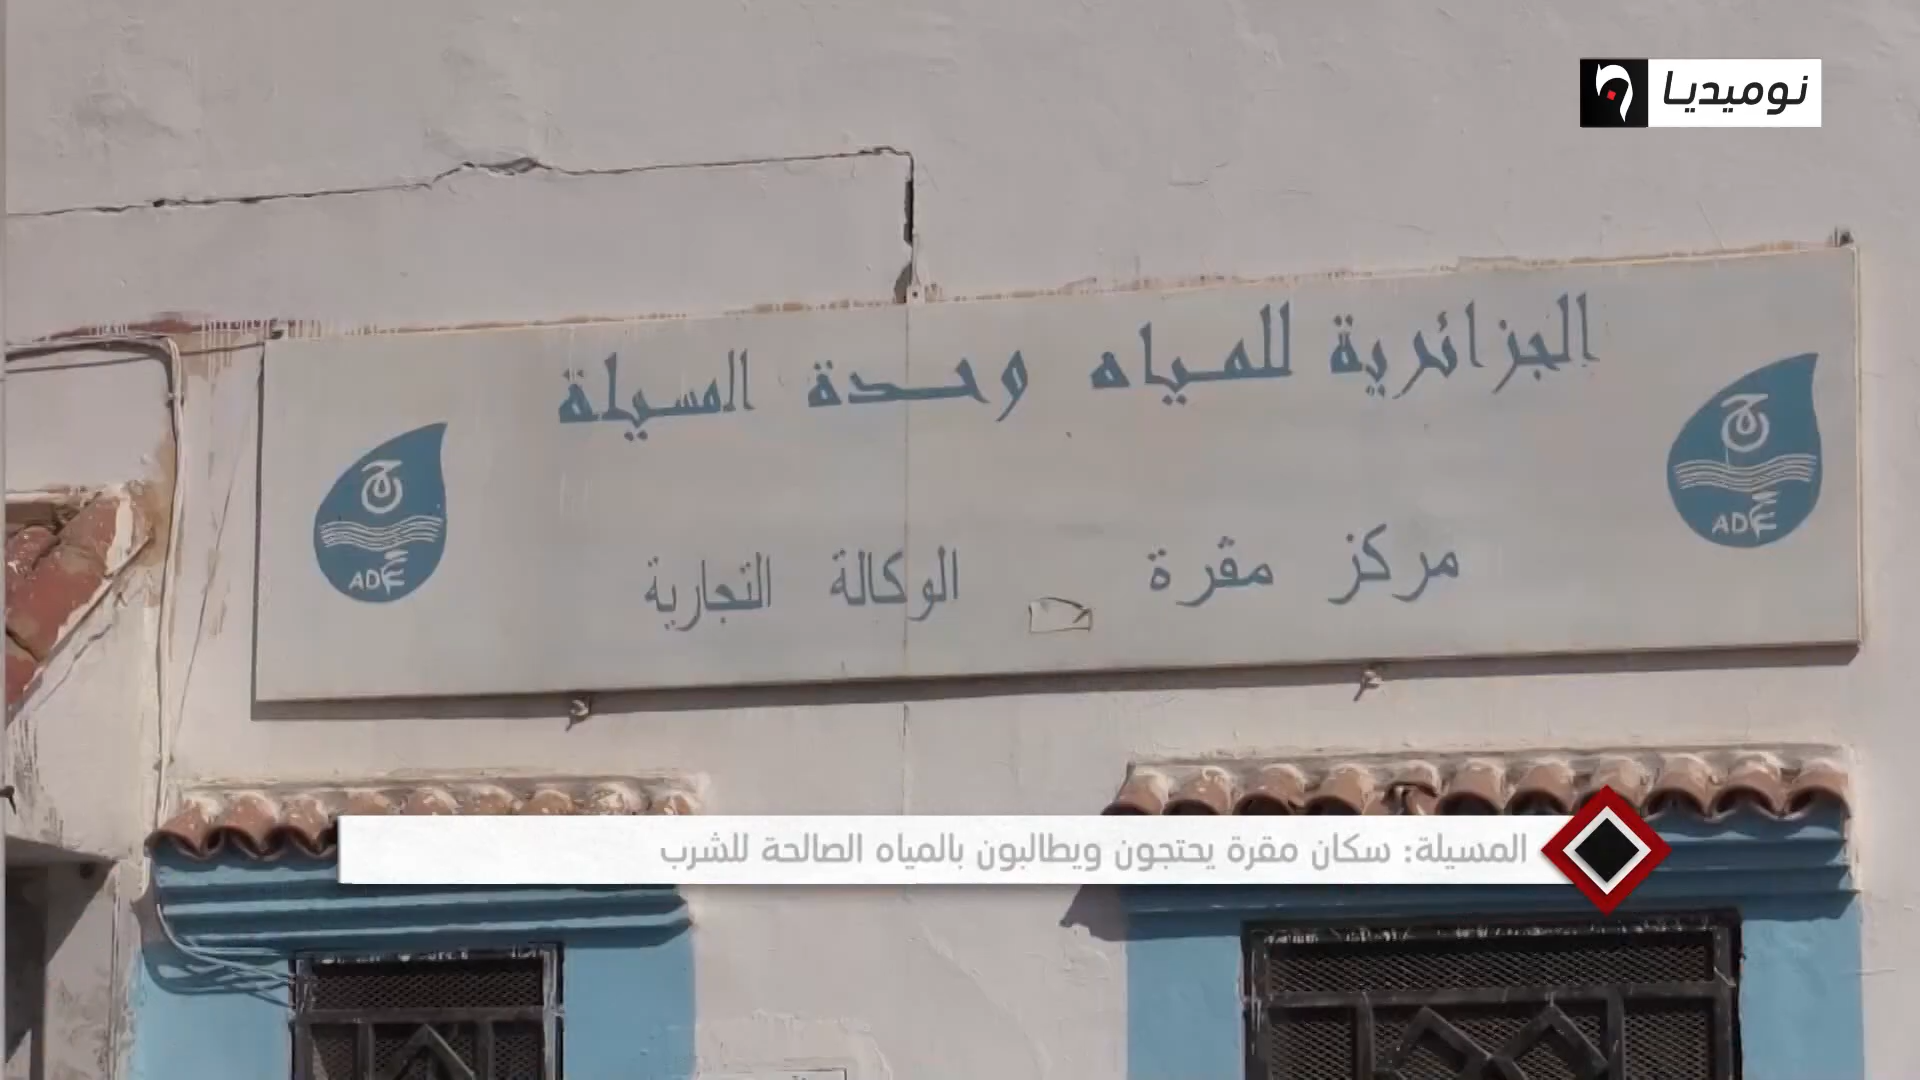 نوميديا
الجزائرية للمياه وحدة المسيلة
مركز مقرة الوكالة التجارية
ADE
ADE
المسيلة: سكان مقرة يحتجون ويطالبون بالمياه الصالحة للشرب